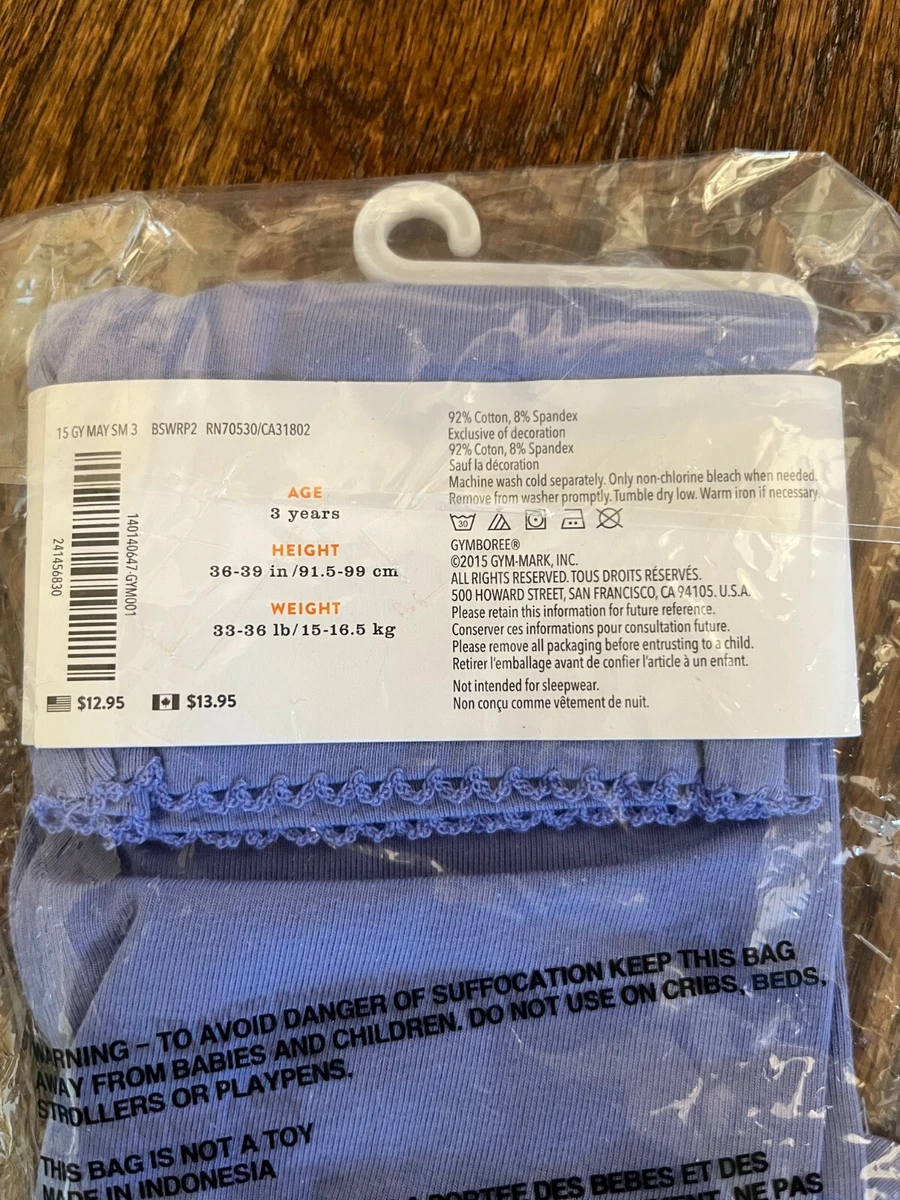 15 GY MAY SM 3 BSWRP2 RN70530/CA31802
241456830
140140647-GYM001
AGE
3 years
HEIGHT
36-39 in/91.5-99 cm
WEIGHT
33-36 lb/15-16.5 kg
$12.95 $13.95
92% Cotton, 8% Spandex
Exclusive of decoration
92% Coton, 8% Spandex
Sauf la décoration
Machine wash cold separately. Only non-chlorine bleach when needed.
Remove from washer promptly. Tumble dry low. Warm iron if necessary.
30
GYMBOREE®
©2015 GYM-MARK, INC.
ALL RIGHTS RESERVED. TOUS DROITS RÉSERVÉS.
500 HOWARD STREET, SAN FRANCISCO, CA 94105. U.S.A.
Please retain this information for future reference.
Conserver ces informations pour consultation future.
Please remove all packaging before entrusting to a child.
Retirer l'emballage avant de confier l'article à un enfant.
Not intended for sleepwear.
Non conçu comme vêtement de nuit.
WARNING – TO AVOID DANGER OF SUFFOCATION KEEP THIS BAG
AWAY FROM BABIES AND CHILDREN. DO NOT USE ON CRIBS, BEDS,
STROLLERS OR PLAYPENS.
THIS BAG IS NOT A TOY
MADE IN INDONESIA
PORTEE DES BEBES ET DES
NE PAS